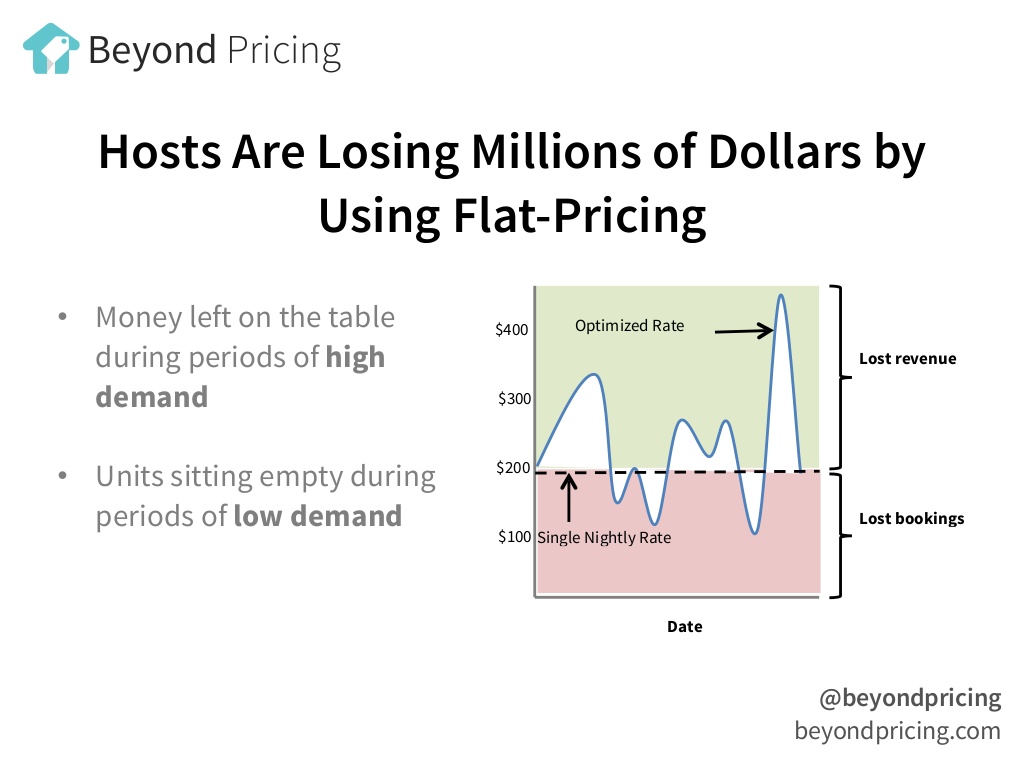 Beyond Pricing
Hosts Are Losing Millions of Dollars by
Using Flat-Pricing
• Money left on the table
during periods of high
demand
• Units sitting empty during
periods of low demand
$400
$300
$200
$100
Optimized Rate
Single Nightly Rate
Lost revenue
Lost bookings
Date
@beyondpricing
beyondpricing.com